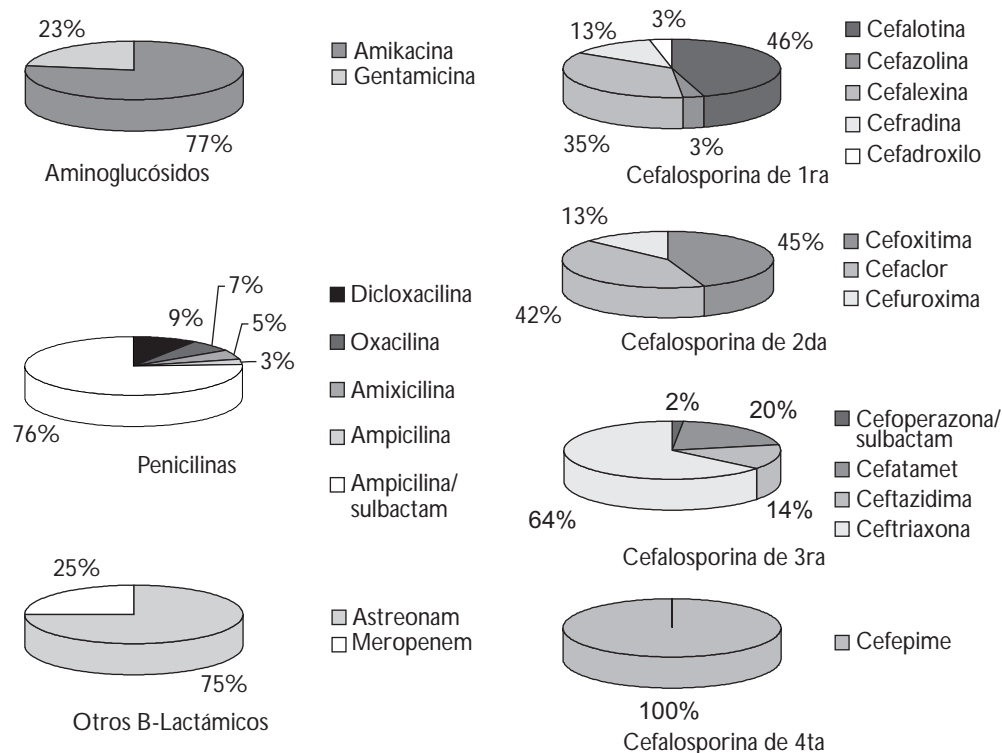 23%
77%
Amikacina
Gentamicina
Aminoglucósidos
13%
3%
46%
35%
3%
Cefalotina
Cefazolina
Cefalexina
Cefradina
Cefadroxilo
Cefalosporina de 1ra
9%
7%
5%
3%
76%
Dicloxacilina
Oxacilina
Amixicilina
Ampicilina
Ampicilina/
sulbactam
Penicilinas
13%
45%
42%
Cefoxitima
Cefaclor
Cefuroxima
Cefalosporina de 2da
2%
20%
14%
64%
Cefoperazona/
sulbactam
Cefatamet
Ceftazidima
Ceftriaxona
Cefalosporina de 3ra
25%
75%
Astreonam
Meropenem
Otros B-Lactámicos
100%
Cefepime
Cefalosporina de 4ta